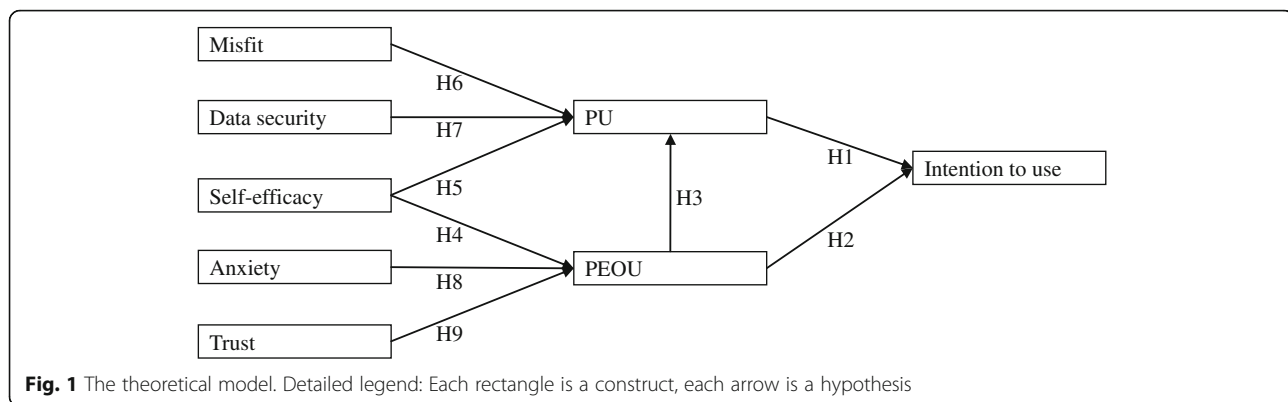 Misfit
H6
Data security
PU
H7
H1
Intention to use
Self-efficacy
H5
H3
H4
H2
Anxiety
PEOU
H8
Trust
H9
Fig. 1 The theoretical model. Detailed legend: Each rectangle is a construct, each arrow is a hypothesis